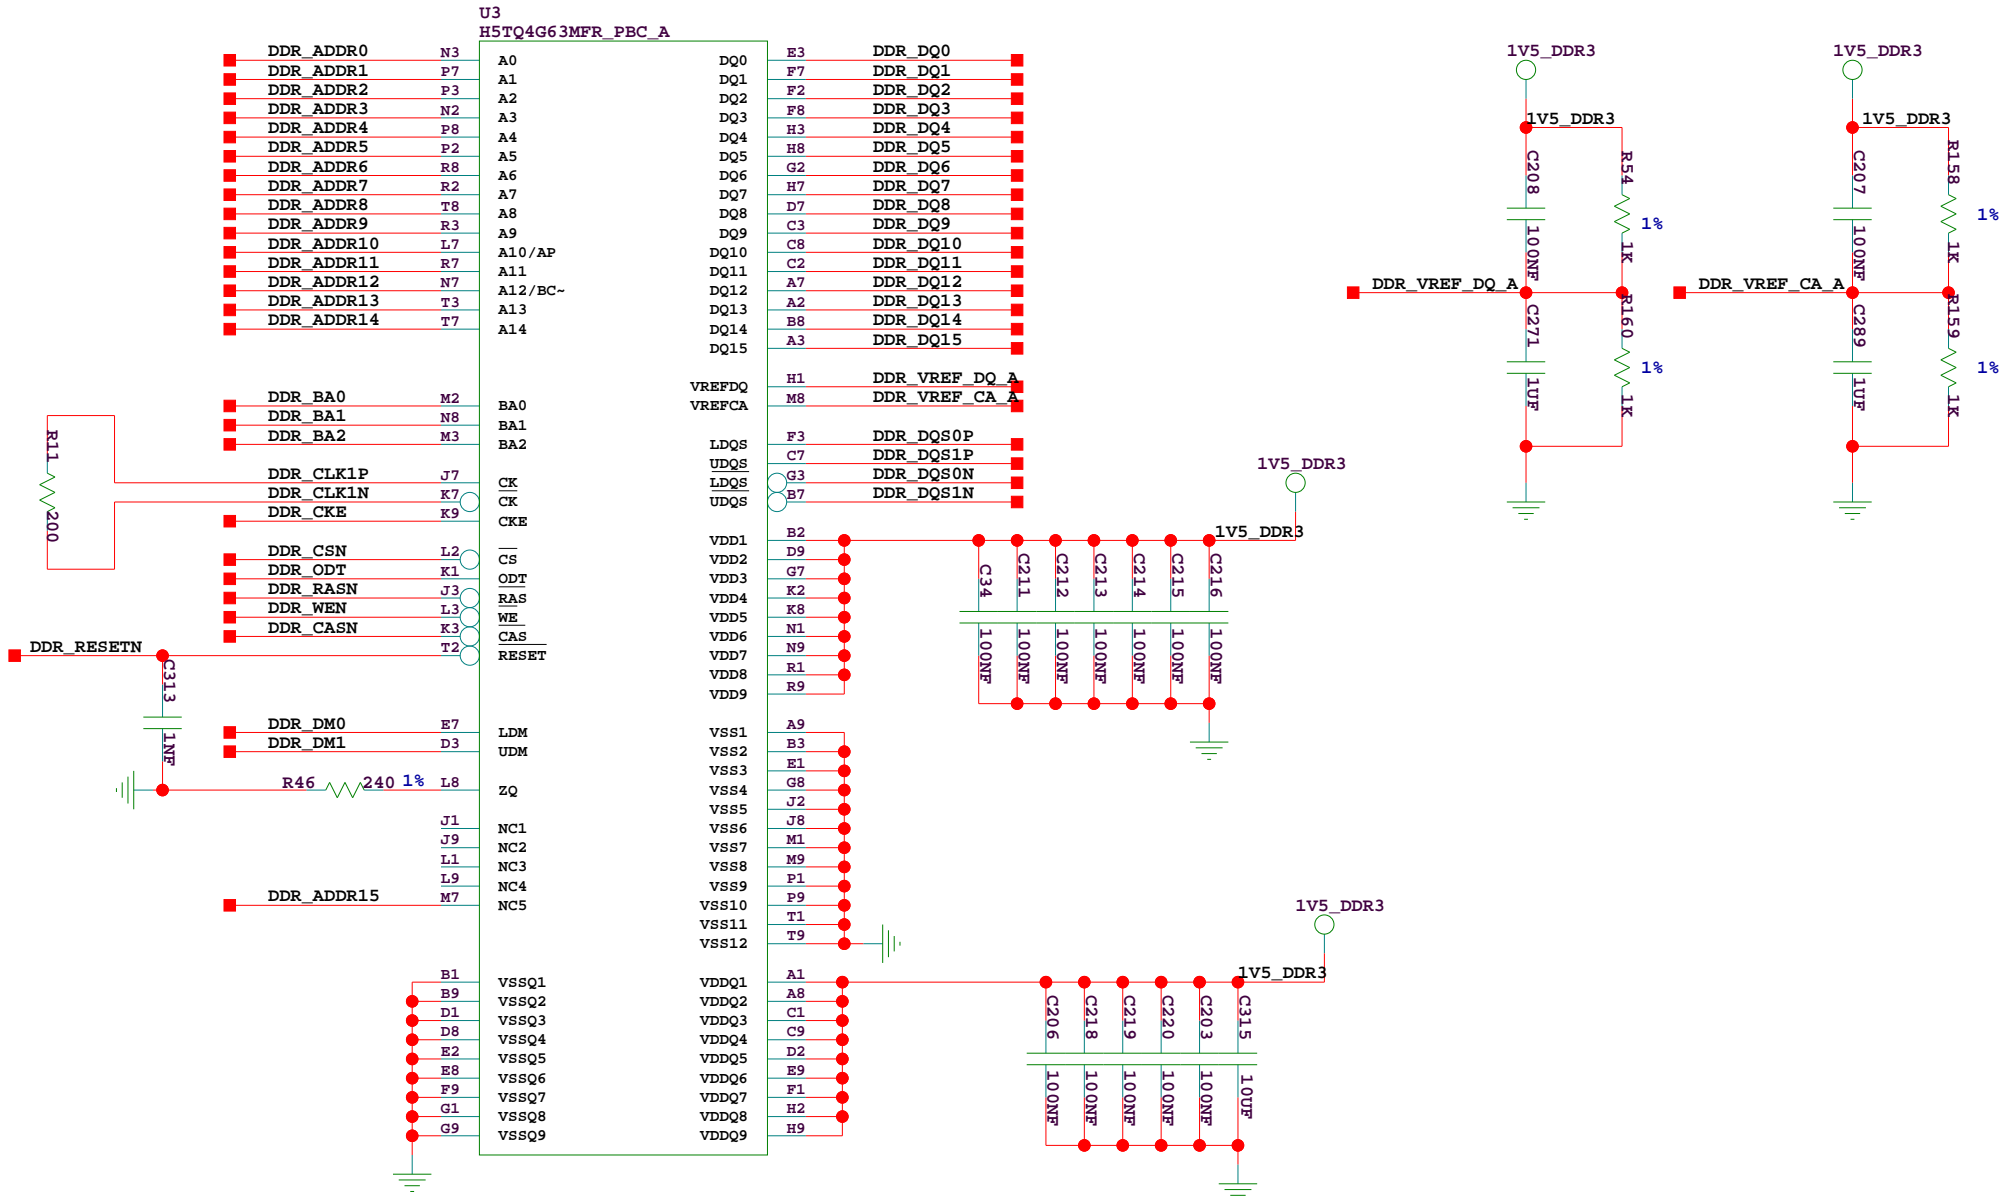 U3
H5TQ4G63MFR_PBC_A
DDR_ADDR0 N3 A0
DDR_ADDR1 P7 A1
DDR_ADDR2 P3 A2
DDR_ADDR3 N2 A3
DDR_ADDR4 P8 A4
DDR_ADDR5 P2 A5
DDR_ADDR6 R8 A6
DDR_ADDR7 R2 A7
DDR_ADDR8 T8 A8
DDR_ADDR9 R3 A9
DDR_ADDR10 L7 A10/AP
DDR_ADDR11 R7 A11
DDR_ADDR12 N7 A12/BC~
DDR_ADDR13 T3 A13
DDR_ADDR14 T7 A14
DDR_BA0 M2 BA0
DDR_BA1 N8 BA1
DDR_BA2 M3 BA2
R11
200
DDR_CLK1P J7 CK
DDR_CLK1N K7 CK
DDR_CKE K9 CKE
DDR_CSN L2 CS
DDR_ODT K1 ODT
DDR_RASN J3 RAS
DDR_WEN L3 WE
DDR_CASN K3 CAS
DDR_RESETN T2 RESET
C313
1NF
DDR_DM0 E7 LDM
DDR_DM1 D3 UDM
R46 240 1% L8 ZQ
J1 NC1
J9 NC2
L1 NC3
L9 NC4
DDR_ADDR15 M7 NC5
B1 VSSQ1
B9 VSSQ2
D1 VSSQ3
D8 VSSQ4
E2 VSSQ5
E8 VSSQ6
F9 VSSQ7
G1 VSSQ8
G9 VSSQ9
DQ0 E3 DDR_DQ0
DQ1 F7 DDR_DQ1
DQ2 F2 DDR_DQ2
DQ3 F8 DDR_DQ3
DQ4 H3 DDR_DQ4
DQ5 H8 DDR_DQ5
DQ6 G2 DDR_DQ6
DQ7 H7 DDR_DQ7
DQ8 D7 DDR_DQ8
DQ9 C3 DDR_DQ9
DQ10 C8 DDR_DQ10
DQ11 C2 DDR_DQ11
DQ12 A7 DDR_DQ12
DQ13 A2 DDR_DQ13
DQ14 B8 DDR_DQ14
DQ15 A3 DDR_DQ15
VREFDQ H1 DDR_VREF_DQ_A
VREFCA M8 DDR_VREF_CA_A
LDQS F3 DDR_DQS0P
UDQS C7 DDR_DQS1P
LDQS G3 DDR_DQS0N
UDQS B7 DDR_DQS1N
VDD1 B2
VDD2 D9
VDD3 G7
VDD4 K2
VDD5 K8
VDD6 N1
VDD7 N9
VDD8 R1
VDD9 R9
VSS1 A9
VSS2 B3
VSS3 E1
VSS4 G8
VSS5 J2
VSS6 J8
VSS7 M1
VSS8 M9
VSS9 P1
VSS10 P9
VSS11 T1
VSS12 T9
VDDQ1 A1
VDDQ2 A8
VDDQ3 C1
VDDQ4 C9
VDDQ5 D2
VDDQ6 E9
VDDQ7 F1
VDDQ8 H2
VDDQ9 H9
1V5_DDR3
1V5_DDR3
C34 C211 C212 C213 C214 C215 C216
100NF 100NF 100NF 100NF 100NF 100NF 100NF
1V5_DDR3
1V5_DDR3
C206 C218 C219 C220 C203 C315
100NF 100NF 100NF 100NF 100NF 10UF
1V5_DDR3
1V5_DDR3
C208 R54
1%
100NF 1K
DDR_VREF_DQ_A
C271 R160
1%
1UF 1K
1V5_DDR3
1V5_DDR3
C207 R158
1%
100NF 1K
DDR_VREF_CA_A
C289 R159
1%
1UF 1K